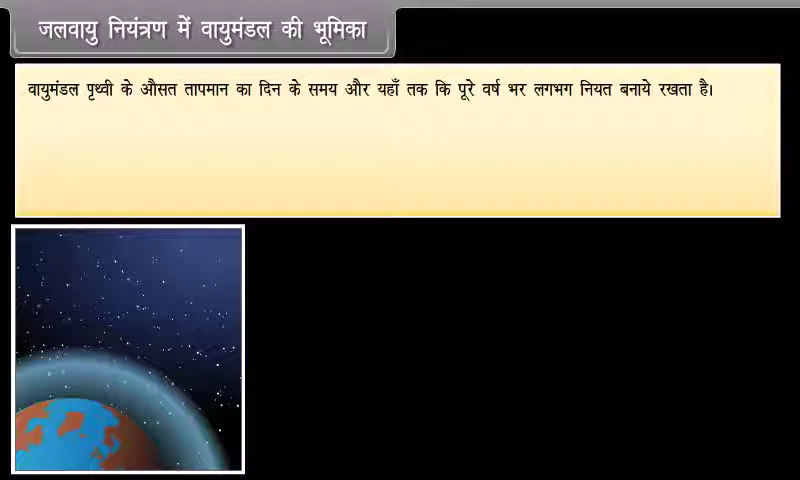 जलवायु नियंत्रण में वायुमंडल की भूमिका
वायुमंडल पृथ्वी के औसत तापमान का दिन के समय और यहाँ तक कि पूरे वर्ष भर लगभग नियत बनाये रखता है।